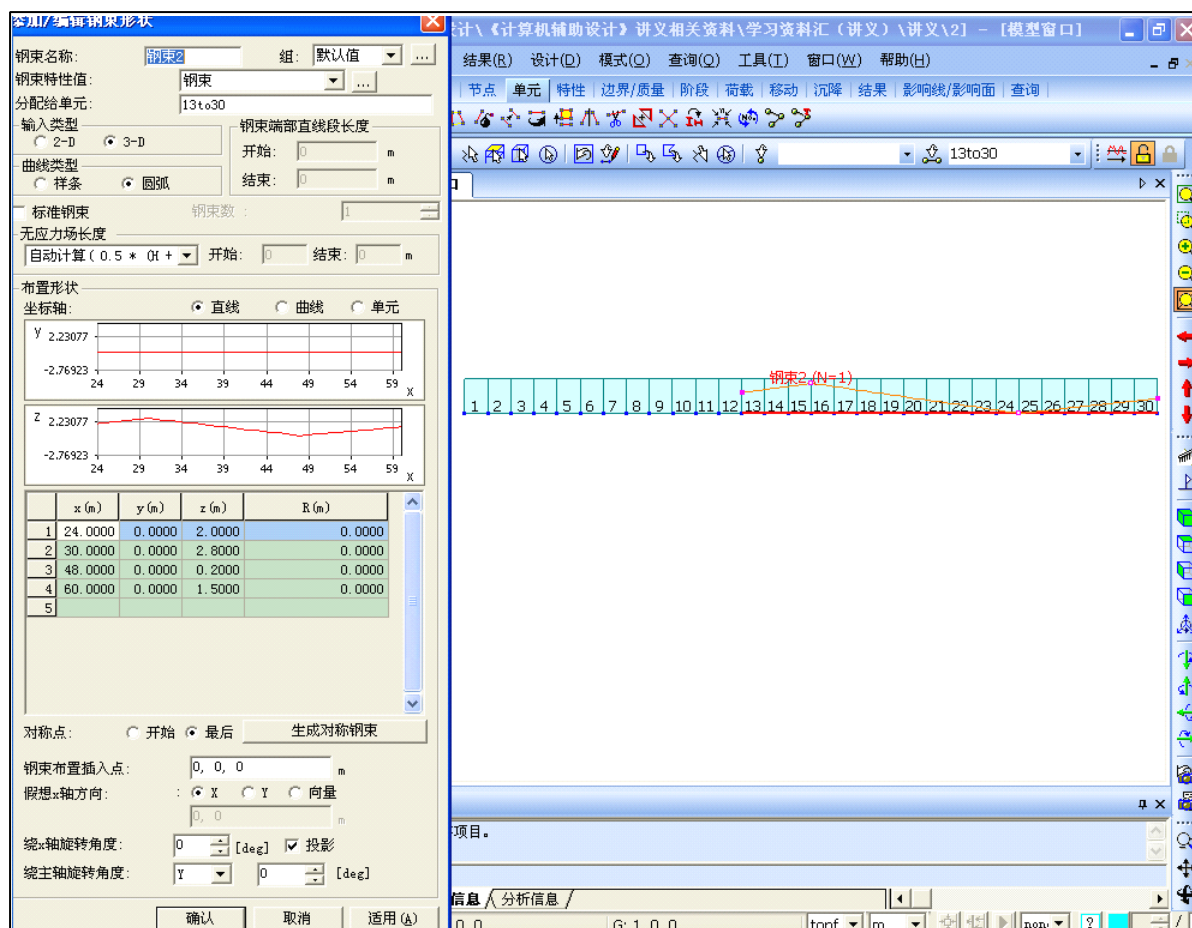 添加/编辑钢束形状
设计\《计算机辅助设计》讲义相关资料\学习资料汇（讲义）\讲义\2] - [模型窗口]
钢束名称: 钢束2 组: 默认值 ...
钢束特性值: 钢束 ...
分配给单元: 13to30
输入类型
2-D 3-D
钢束端部直线段长度
开始: 0 m
曲线类型
样条 圆弧
结束: 0 m
标准钢束 钢束数 : 1
无应力场长度
自动计算( 0.5 * (H + 开始: 0 结束: 0 m
布置形状
坐标轴: 直线 曲线 单元
Y 2.23077
-2.76923
24 29 34 39 44 49 54 59
X
Z 2.23077
-2.76923
24 29 34 39 44 49 54 59
X
x(m) y(m) z(m) R(m)
1 24.0000 0.0000 2.0000 0.0000
2 30.0000 0.0000 2.8000 0.0000
3 48.0000 0.0000 0.2000 0.0000
4 60.0000 0.0000 1.5000 0.0000
5
对称点: 开始 最后 生成对称钢束
钢束布置插入点: 0, 0, 0 m
假想x轴方向: : X Y 向量
0, 0 m
绕x轴旋转角度: 0 [deg] 投影
绕主轴旋转角度: Y 0 [deg]
确认 取消 适用(A)
结果(R) 设计(D) 模式(O) 查询(Q) 工具(T) 窗口(W) 帮助(H)
节点 单元 特性 边界/质量 阶段 荷载 移动 沉降 结果 影响线/影响面 查询
13to30
钢束2 (N=1)
1 2 3 4 5 6 7 8 9 10 11 12 13 14 15 16 17 18 19 20 21 22 23 24 25 26 27 28 29 30
项目。
信息 分析信息
0, 0 G: 1, 0, 0 tonf m non